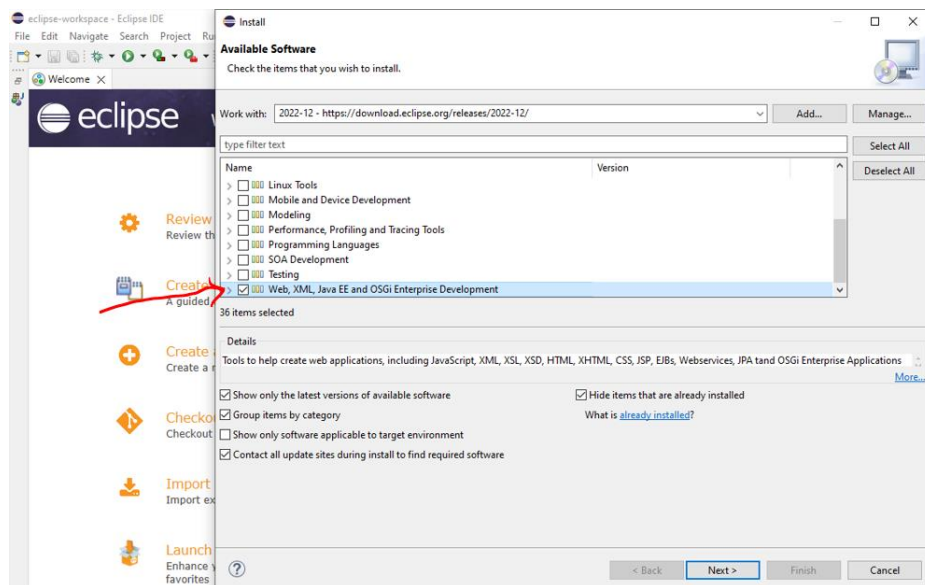 eclipse-workspace - Eclipse IDE
File Edit Navigate Search Project Ru
Welcome
eclipse
Review
Review th
Create
A guided
Create
Create a
Checko
Checkout
Import
Import ex
Launch
Enhance
favorites
Install
Available Software
Check the items that you wish to install.
Work with: 2022-12 - https://download.eclipse.org/releases/2022-12/ Add... Manage...
type filter text Select All
Name Version Deselect All
Linux Tools
Mobile and Device Development
Modeling
Performance, Profiling and Tracing Tools
Programming Languages
SOA Development
Testing
Web, XML, Java EE and OSGi Enterprise Development
36 items selected
Details
Tools to help create web applications, including JavaScript, XML, XSL, XSD, HTML, XHTML, CSS, JSP, EJBs, Webservices, JPA tand OSGi Enterprise Applications
More...
Show only the latest versions of available software Hide items that are already installed
Group items by category What is already installed?
Show only software applicable to target environment
Contact all update sites during install to find required software
? < Back Next > Finish Cancel